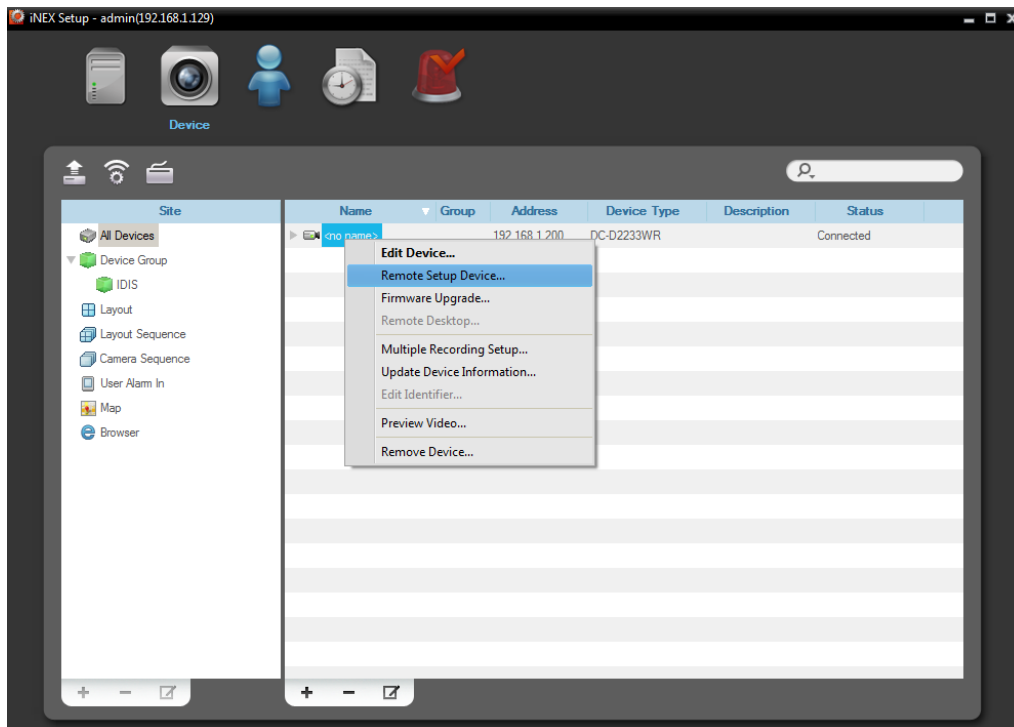 iNEX Setup - admin(192.168.1.129)
Device
Site
Name Group Address Device Type Description Status
All Devices
<no name> 192.168.1.200 DC-D2233WR Connected
Device Group
IDIS
Layout
Layout Sequence
Camera Sequence
User Alarm In
Map
Browser
Edit Device...
Remote Setup Device...
Firmware Upgrade...
Remote Desktop...
Multiple Recording Setup...
Update Device Information...
Edit Identifier...
Preview Video...
Remove Device...